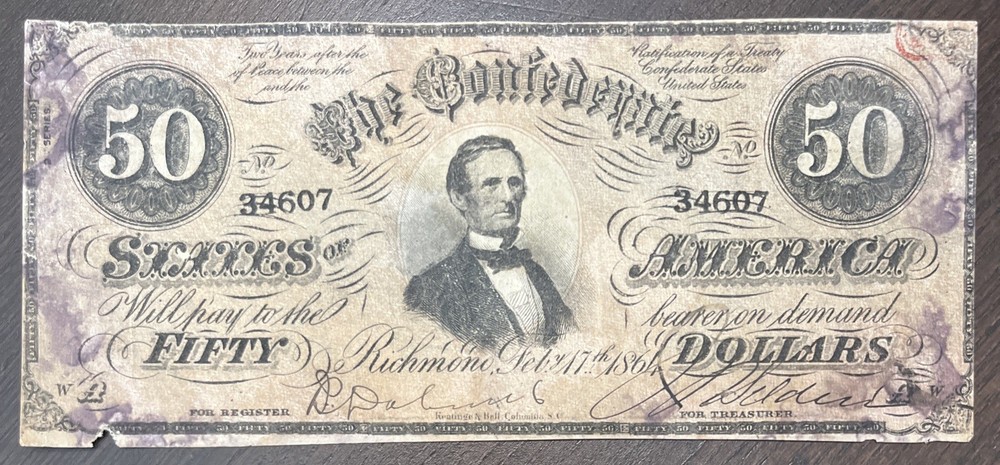 Two Years after the Ratification of a Treaty
of Peace between the Confederate States
and the United States
The Confederate
50 50
SERIES
No No
34607 34607
STATES OF AMERICA
Will pay to the bearer on demand
FIFTY DOLLARS
Richmond, Feby. 17th. 1864
W W
FOR REGISTER Keatinge & Ball, Columbia S.C. FOR TREASURER